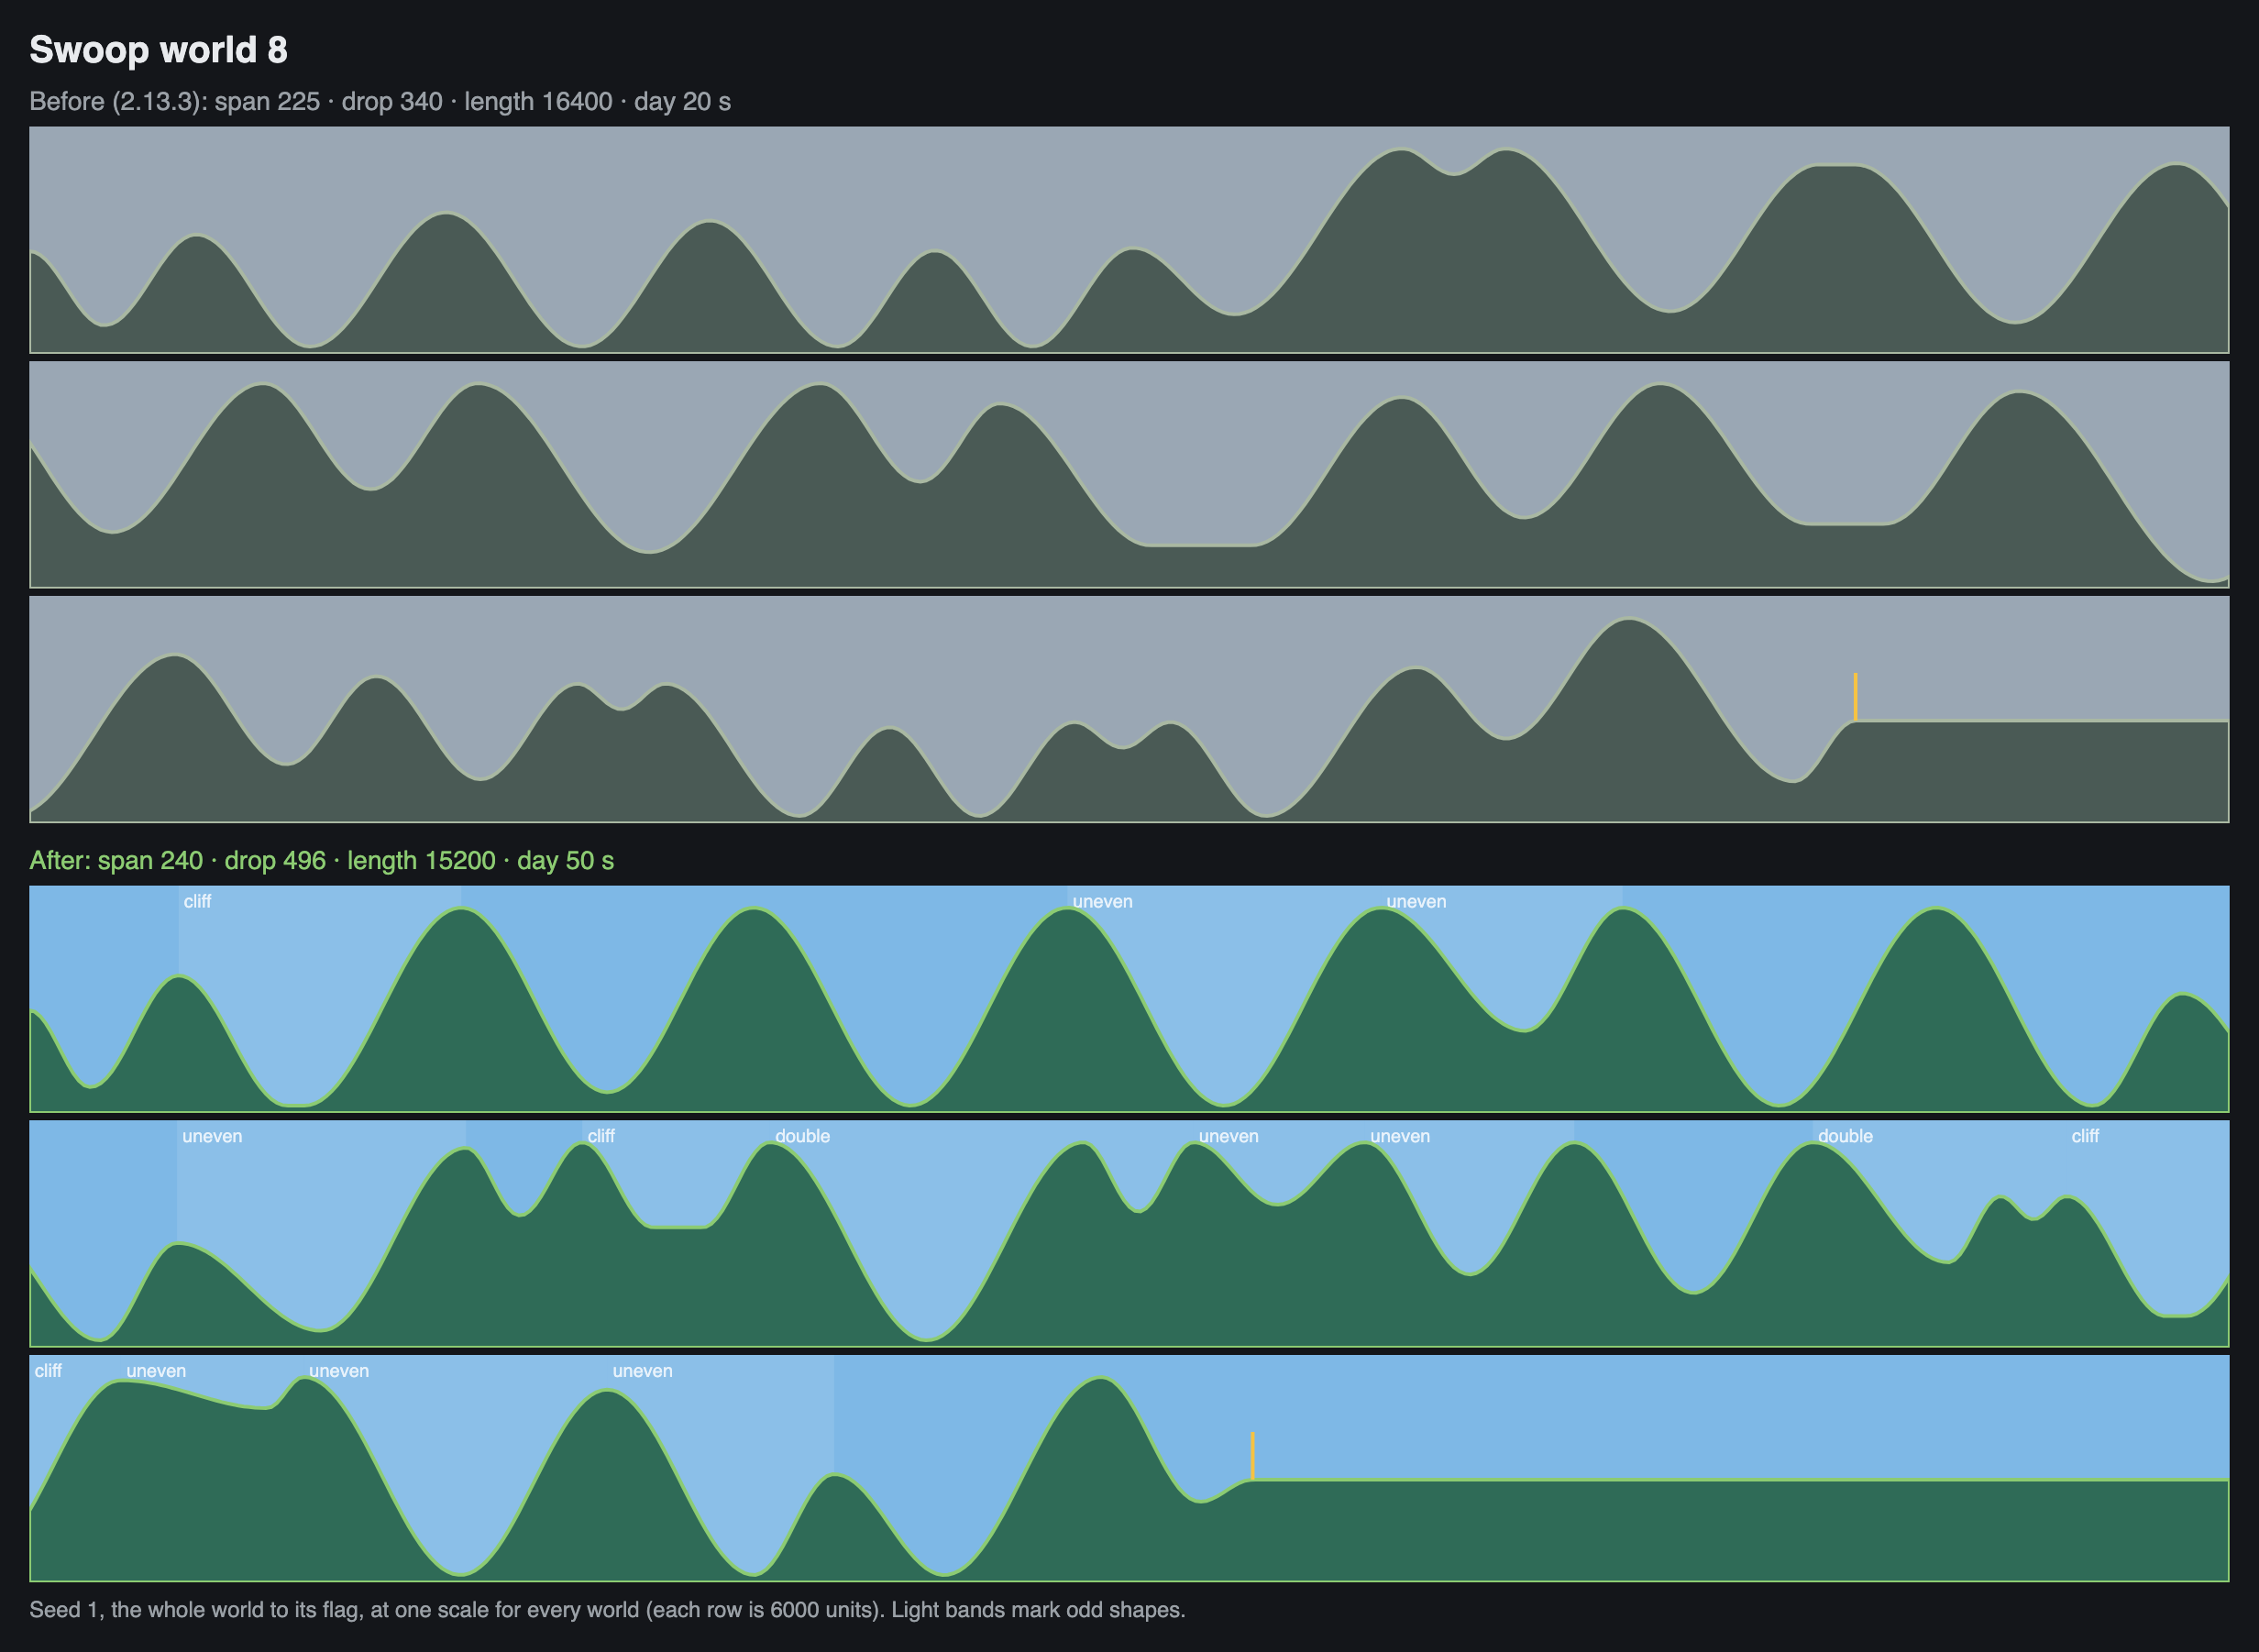 Swoop world 8
Before (2.13.3): span 225 · drop 340 · length 16400 · day 20 s
After: span 240 · drop 496 · length 15200 · day 50 s
cliff uneven uneven
uneven cliff double uneven uneven double cliff
cliff uneven uneven uneven
Seed 1, the whole world to its flag, at one scale for every world (each row is 6000 units). Light bands mark odd shapes.